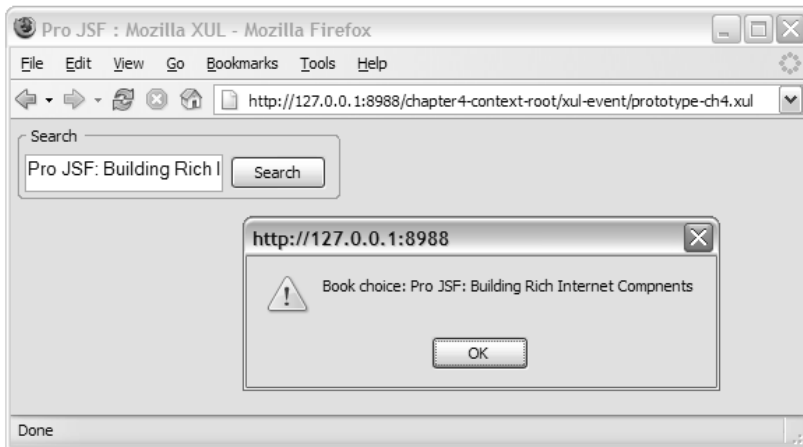 Pro JSF : Mozilla XUL - Mozilla Firefox
File Edit View Go Bookmarks Tools Help
http://127.0.0.1:8988/chapter4-context-root/xul-event/prototype-ch4.xul
Search
Pro JSF: Building Rich I Search
http://127.0.0.1:8988
Book choice: Pro JSF: Building Rich Internet Compnents
OK
Done